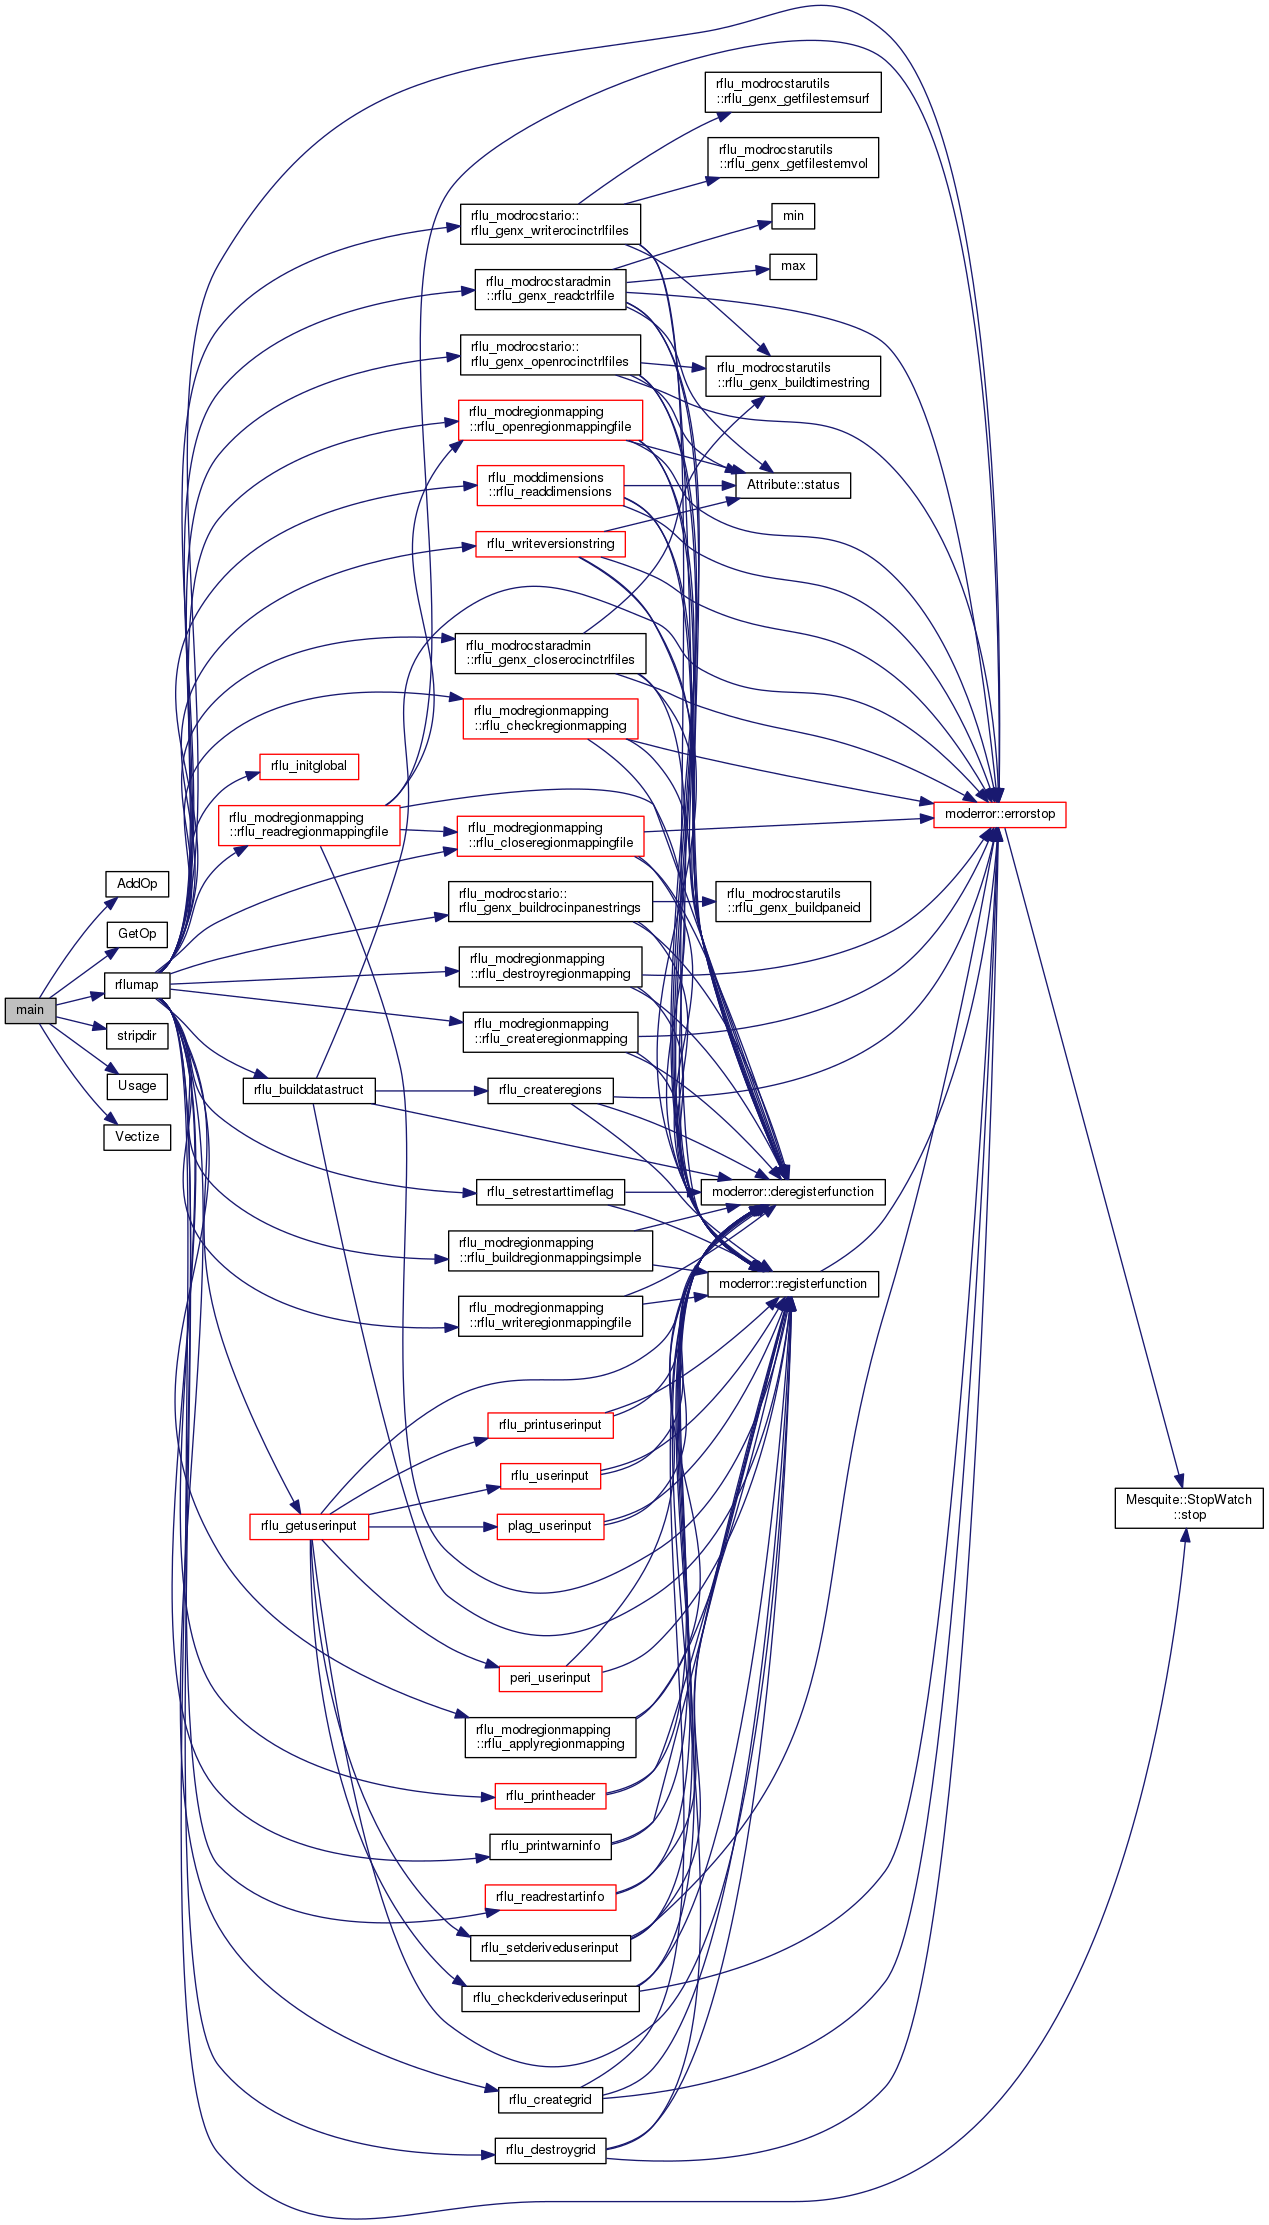 rflu_modrocstarutils
::rflu_genx_getfilestemsurf
rflu_modrocstarutils
::rflu_genx_getfilestemvol
rflu_modrocstario::
rflu_genx_writerocinctrlfiles
min
max
rflu_modrocstaradmin
::rflu_genx_readctrlfile
rflu_modrocstario::
rflu_genx_openrocinctrlfiles
rflu_modrocstarutils
::rflu_genx_buildtimestring
rflu_modregionmapping
::rflu_openregionmappingfile
rflu_moddimensions
::rflu_readdimensions
Attribute::status
rflu_writeversionstring
rflu_modrocstaradmin
::rflu_genx_closerocinctrlfiles
rflu_modregionmapping
::rflu_checkregionmapping
rflu_initglobal
rflu_modregionmapping
::rflu_readregionmappingfile
rflu_modregionmapping
::rflu_closeregionmappingfile
moderror::errorstop
AddOp
rflu_modrocstario::
rflu_genx_buildrocinpanestrings
rflu_modrocstarutils
::rflu_genx_buildpaneid
GetOp
rflu_modregionmapping
::rflu_destroyregionmapping
rflumap
main
rflu_modregionmapping
::rflu_createregionmapping
stripdir
Usage
rflu_builddatastruct
rflu_createregions
Vectize
rflu_setrestarttimeflag
moderror::deregisterfunction
rflu_modregionmapping
::rflu_buildregionmappingsimple
moderror::registerfunction
rflu_modregionmapping
::rflu_writeregionmappingfile
rflu_printuserinput
rflu_userinput
Mesquite::StopWatch
::stop
rflu_getuserinput
plag_userinput
peri_userinput
rflu_modregionmapping
::rflu_applyregionmapping
rflu_printheader
rflu_printwarninfo
rflu_readrestartinfo
rflu_setderiveduserinput
rflu_checkderiveduserinput
rflu_creategrid
rflu_destroygrid